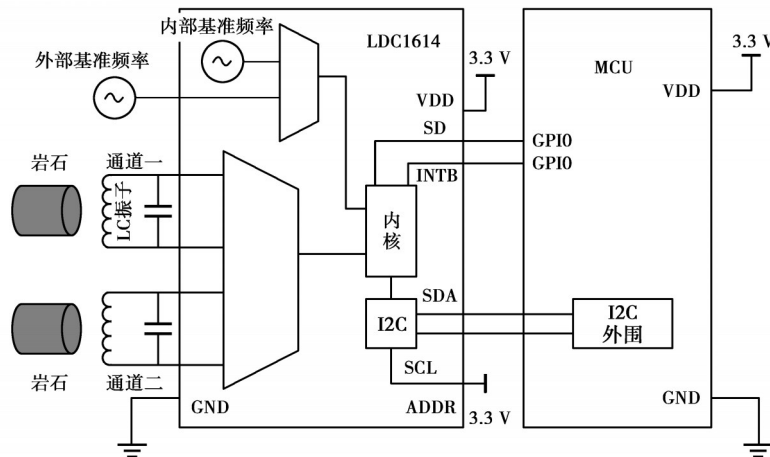 内部基准频率
外部基准频率
LDC1614
3.3 V
VDD
SD
INTB
MCU
3.3 V
VDD
GPIO
GPIO
岩石
通道一
LC振子
内核
岩石
通道二
I2C
SDA
SCL
I2C
外围
GND
ADDR
3.3 V
GND